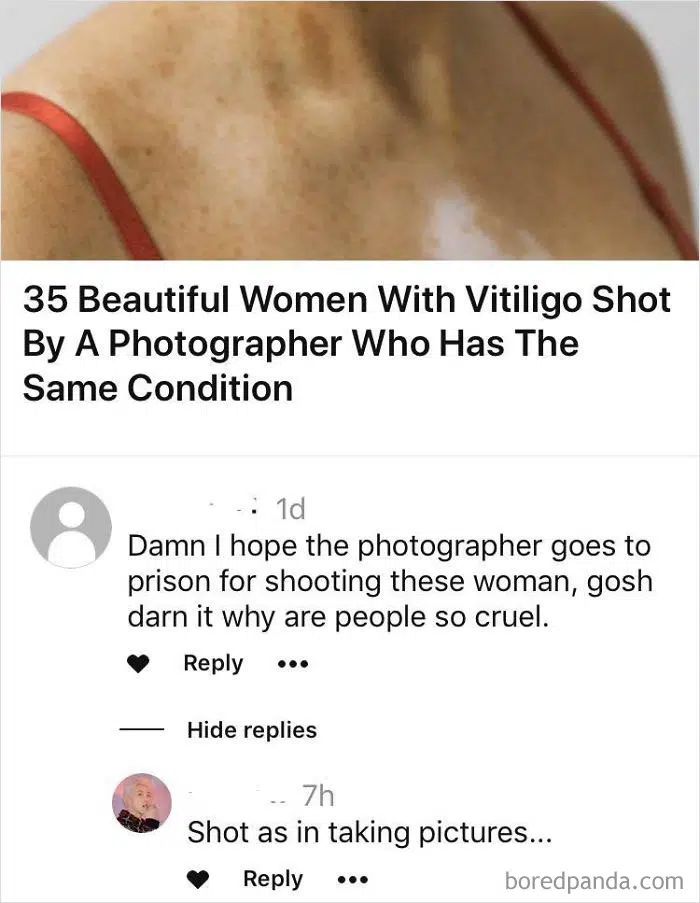 35 Beautiful Women With Vitiligo Shot
By A Photographer Who Has The
Same Condition
1d
Damn I hope the photographer goes to
prison for shooting these woman, gosh
darn it why are people so cruel.
Reply
Hide replies
7h
Shot as in taking pictures...
Reply
boredpanda.com